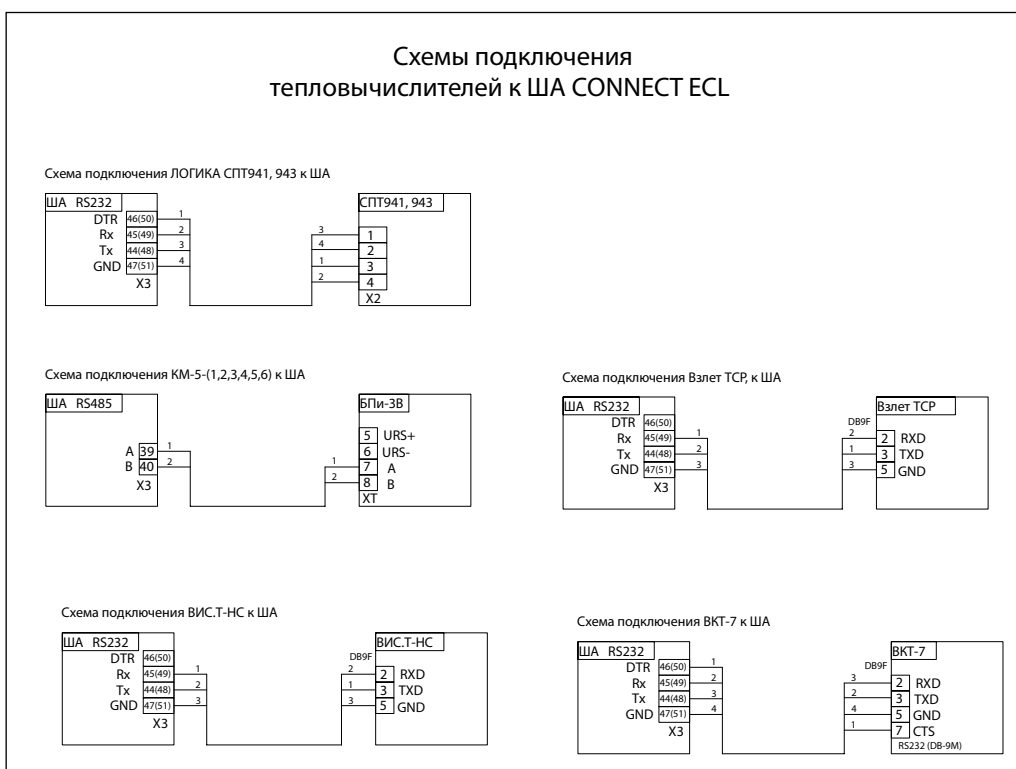 Схемы подключения
тепловычислителей к ША CONNECT ECL
Схема подключения ЛОГИКА СПТ941, 943 к ША
ША RS232
DTR 46(50) 1
Rx 45(49) 2
Tx 44(48) 3
GND 47(51) 4
X3
СПТ941, 943
3 1
4 2
1 3
2 4
X2
Схема подключения КМ-5-(1,2,3,4,5,6) к ША
ША RS485
A 39 1
B 40 2
X3
БПи-3В
5 URS+
6 URS-
1 7 A
2 8 B
XT
Схема подключения Взлет ТСР, к ША
ША RS232
DTR 46(50)
Rx 45(49) 1
Tx 44(48) 2
GND 47(51) 3
X3
Взлет ТСР
DB9F
2 2 RXD
1 3 TXD
3 5 GND
Схема подключения ВИС.Т-НС к ША
ША RS232
DTR 46(50)
Rx 45(49) 1
Tx 44(48) 2
GND 47(51) 3
X3
ВИС.Т-НС
DB9F
2 2 RXD
1 3 TXD
3 5 GND
Схема подключения ВКТ-7 к ША
ША RS232
DTR 46(50) 1
Rx 45(49) 2
Tx 44(48) 3
GND 47(51) 4
X3
ВКТ-7
DB9F
3 2 RXD
2 3 TXD
4 5 GND
1 7 CTS
RS232 (DB-9M)